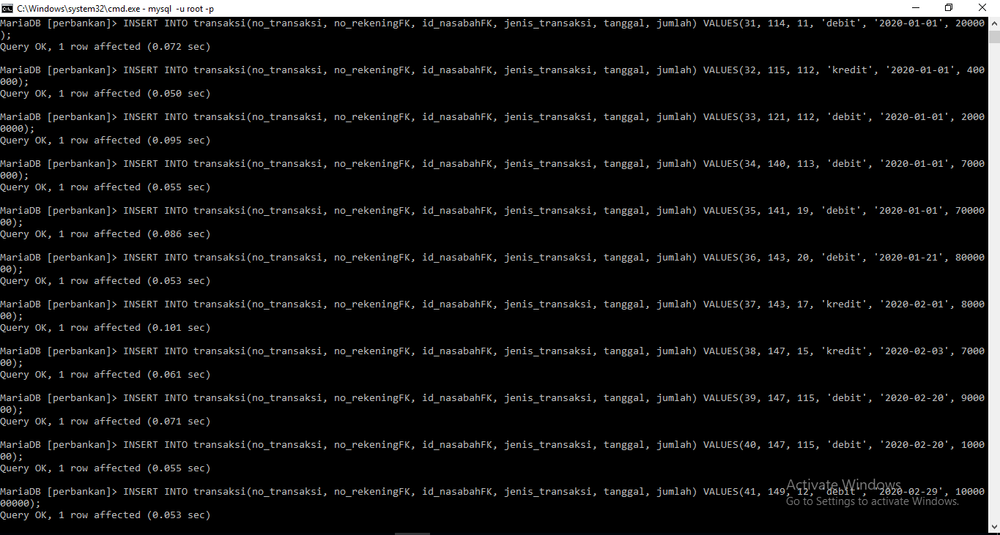 C:\Windows\system32\cmd.exe - mysql  -u root -p
MariaDB [perbankan]> INSERT INTO transaksi(no_transaksi, no_rekeningFK, id_nasabahFK, jenis_transaksi, tanggal, jumlah) VALUES(31, 114, 11, 'debit', '2020-01-01', 20000
);
Query OK, 1 row affected (0.072 sec)
MariaDB [perbankan]> INSERT INTO transaksi(no_transaksi, no_rekeningFK, id_nasabahFK, jenis_transaksi, tanggal, jumlah) VALUES(32, 115, 112, 'kredit', '2020-01-01', 400
000);
Query OK, 1 row affected (0.050 sec)
MariaDB [perbankan]> INSERT INTO transaksi(no_transaksi, no_rekeningFK, id_nasabahFK, jenis_transaksi, tanggal, jumlah) VALUES(33, 121, 112, 'debit', '2020-01-01', 2000
0000);
Query OK, 1 row affected (0.095 sec)
MariaDB [perbankan]> INSERT INTO transaksi(no_transaksi, no_rekeningFK, id_nasabahFK, jenis_transaksi, tanggal, jumlah) VALUES(34, 140, 113, 'debit', '2020-01-01', 7000
000);
Query OK, 1 row affected (0.055 sec)
MariaDB [perbankan]> INSERT INTO transaksi(no_transaksi, no_rekeningFK, id_nasabahFK, jenis_transaksi, tanggal, jumlah) VALUES(35, 141, 19, 'debit', '2020-01-01', 70000
00);
Query OK, 1 row affected (0.086 sec)
MariaDB [perbankan]> INSERT INTO transaksi(no_transaksi, no_rekeningFK, id_nasabahFK, jenis_transaksi, tanggal, jumlah) VALUES(36, 143, 20, 'debit', '2020-01-21', 80000
00);
Query OK, 1 row affected (0.053 sec)
MariaDB [perbankan]> INSERT INTO transaksi(no_transaksi, no_rekeningFK, id_nasabahFK, jenis_transaksi, tanggal, jumlah) VALUES(37, 143, 17, 'kredit', '2020-02-01', 8000
00);
Query OK, 1 row affected (0.101 sec)
MariaDB [perbankan]> INSERT INTO transaksi(no_transaksi, no_rekeningFK, id_nasabahFK, jenis_transaksi, tanggal, jumlah) VALUES(38, 147, 15, 'kredit', '2020-02-03', 7000
00);
Query OK, 1 row affected (0.061 sec)
MariaDB [perbankan]> INSERT INTO transaksi(no_transaksi, no_rekeningFK, id_nasabahFK, jenis_transaksi, tanggal, jumlah) VALUES(39, 147, 115, 'debit', '2020-02-20', 9000
00);
Query OK, 1 row affected (0.071 sec)
MariaDB [perbankan]> INSERT INTO transaksi(no_transaksi, no_rekeningFK, id_nasabahFK, jenis_transaksi, tanggal, jumlah) VALUES(40, 147, 115, 'debit', '2020-02-20', 1000
00);
Query OK, 1 row affected (0.055 sec)
MariaDB [perbankan]> INSERT INTO transaksi(no_transaksi, no_rekeningFK, id_nasabahFK, jenis_transaksi, tanggal, jumlah) VALUES(41, 149, 12, 'debit', '2020-02-29', 10000
00000);
Query OK, 1 row affected (0.053 sec)
Activate Windows
Go to Settings to activate Windows.